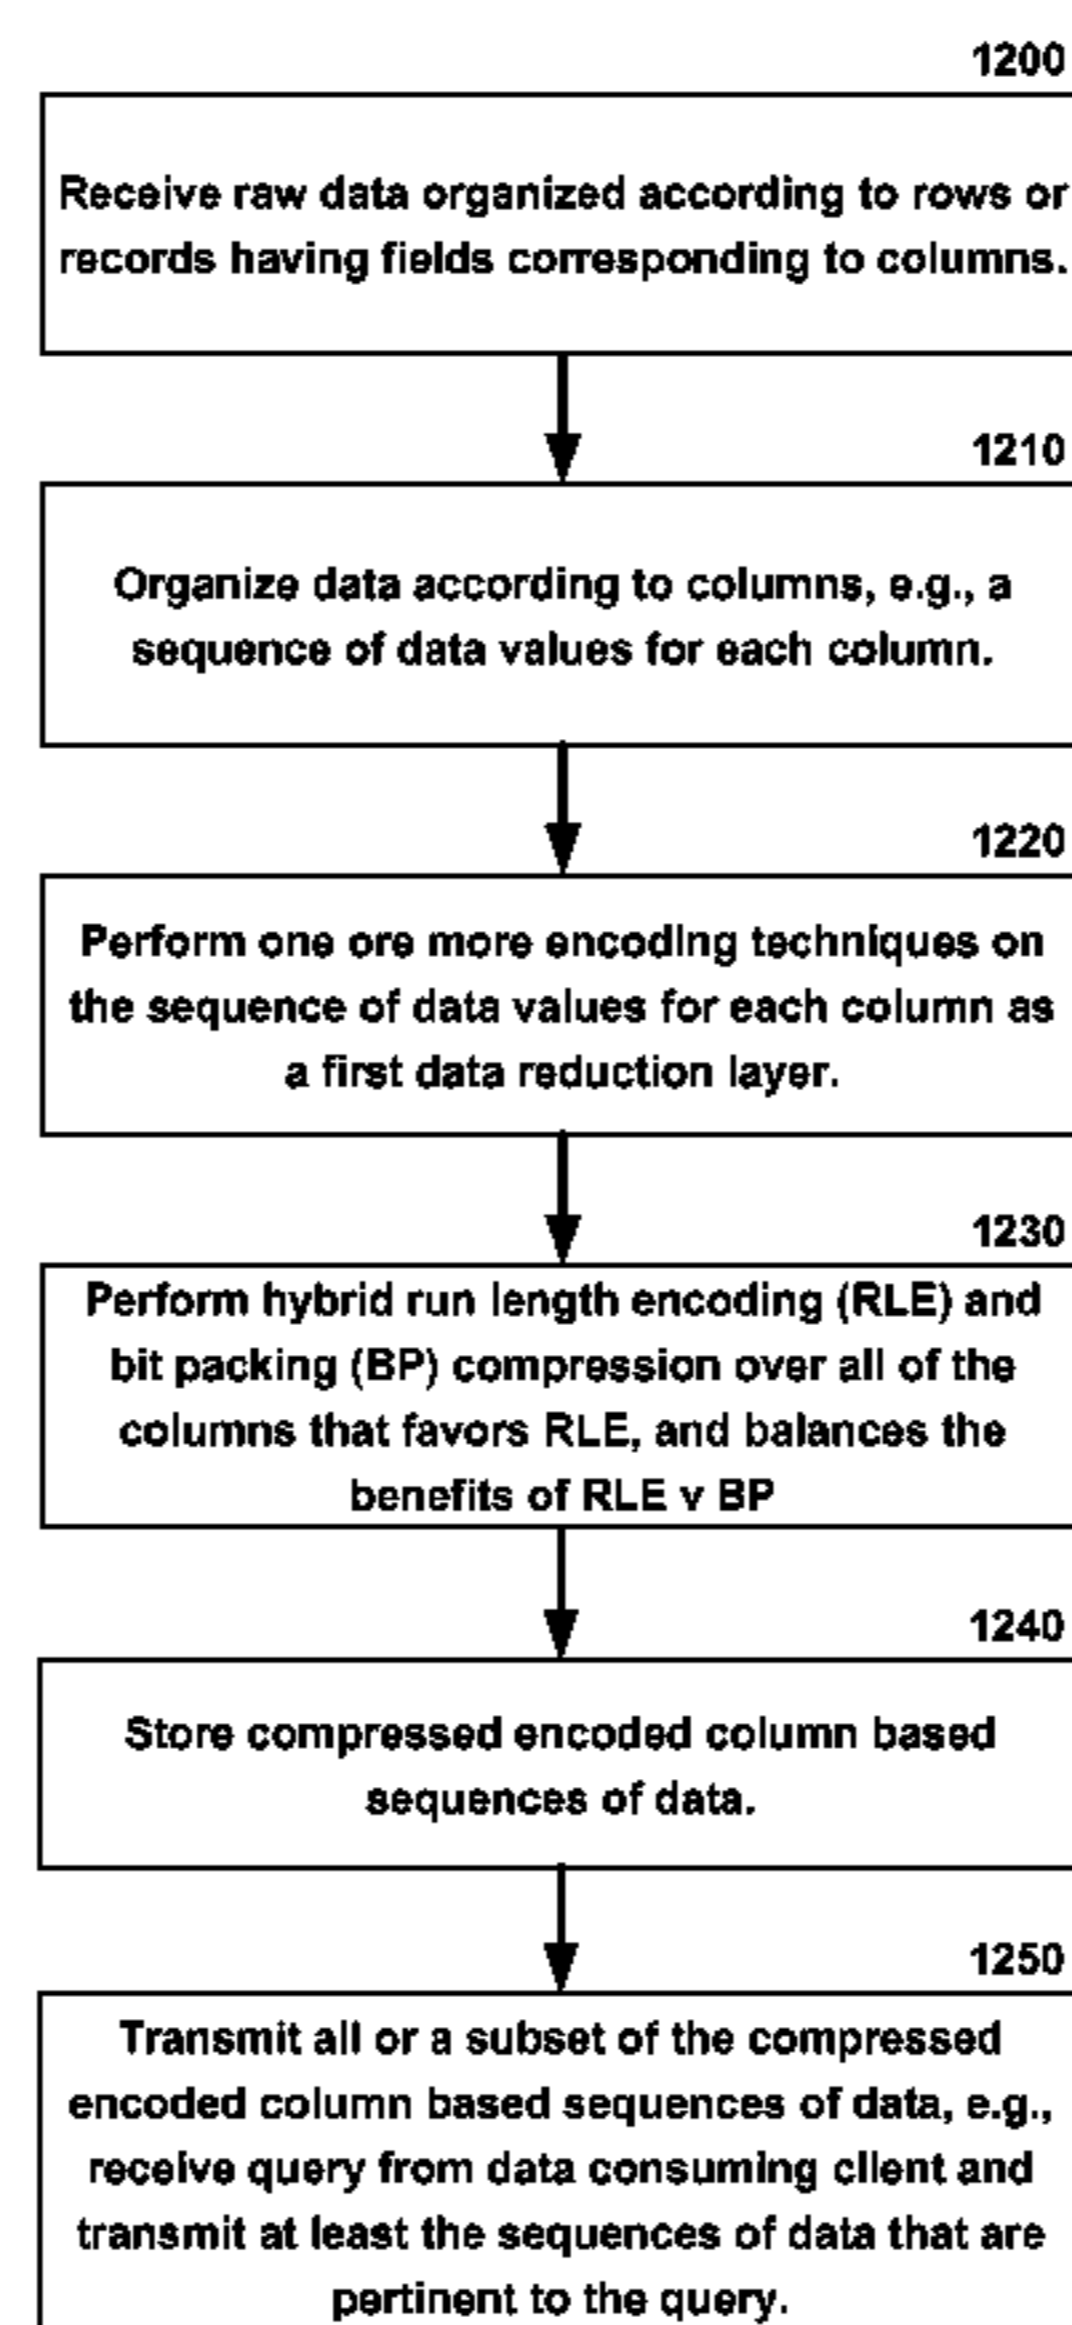 1200
Receive raw data organized according to rows or
records having fields corresponding to columns.
1210
Organize data according to columns, e.g., a
sequence of data values for each column.
1220
Perform one ore more encoding techniques on
the sequence of data values for each column as
a first data reduction layer.
1230
Perform hybrid run length encoding (RLE) and
bit packing (BP) compression over all of the
columns that favors RLE, and balances the
benefits of RLE v BP
1240
Store compressed encoded column based
sequences of data.
1250
Transmit all or a subset of the compressed
encoded column based sequences of data, e.g.,
receive query from data consuming client and
transmit at least the sequences of data that are
pertinent to the query.